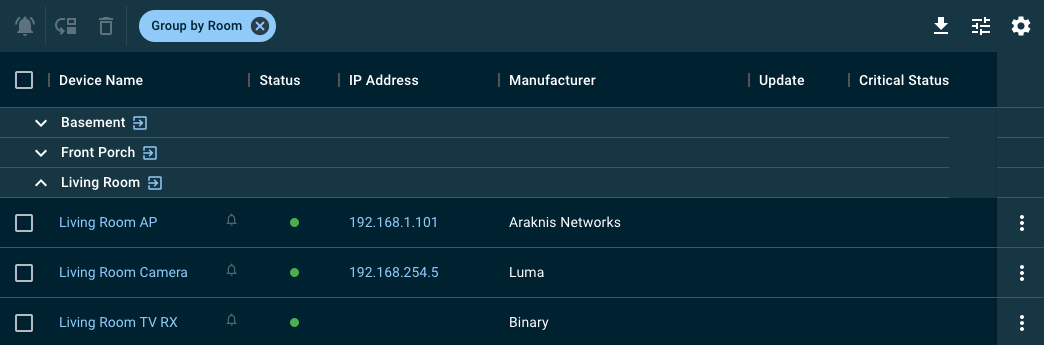 Group by Room
Device Name Status IP Address Manufacturer Update Critical Status
Basement
Front Porch
Living Room
Living Room AP 192.168.1.101 Araknis Networks
Living Room Camera 192.168.254.5 Luma
Living Room TV RX Binary